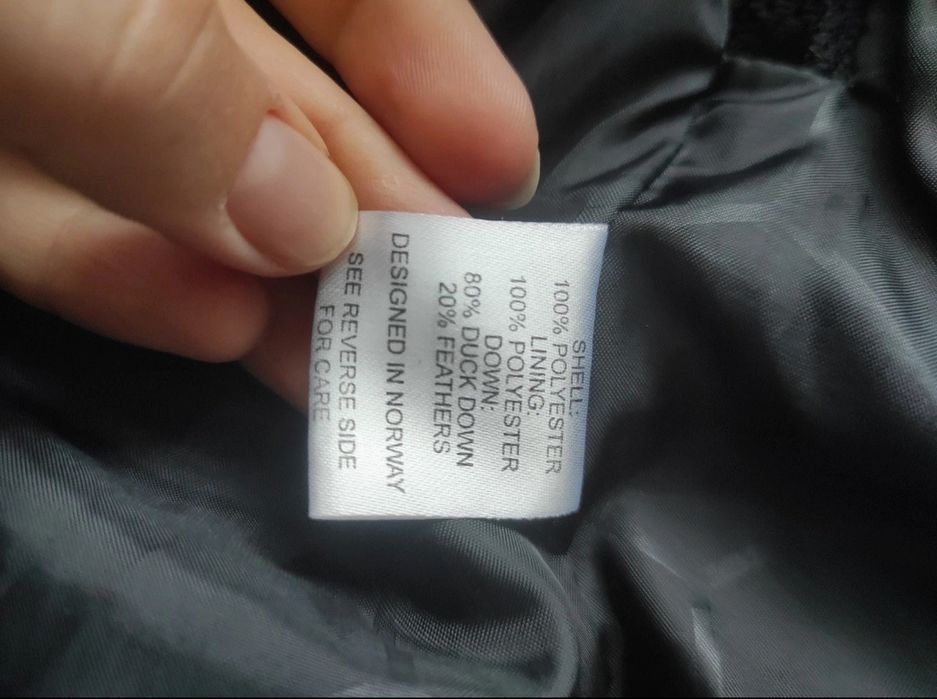 SHELL:
100% POLYESTER
LINING:
100% POLYESTER
DOWN:
80% DUCK DOWN
20% FEATHERS
DESIGNED IN NORWAY
SEE REVERSE SIDE
FOR CARE